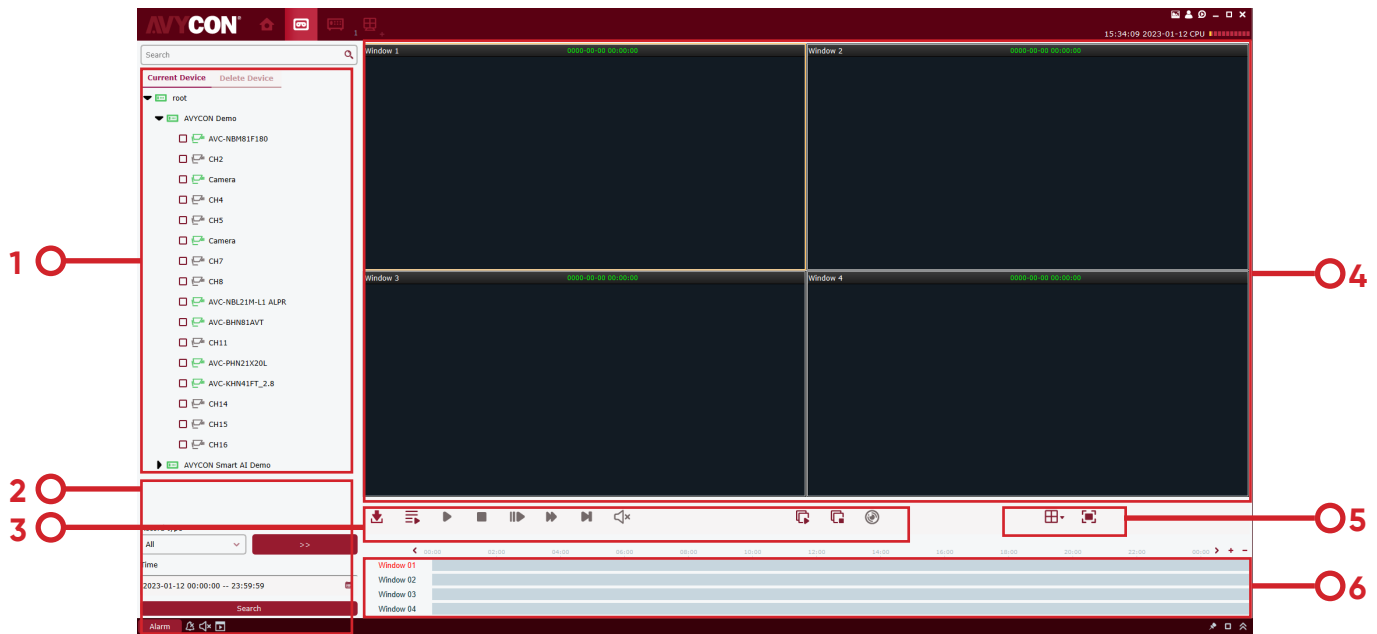 AVYCON
1
15:34:09 2023-01-12 CPU
Search
Current Device Delete Device
root
AVYCON Demo
AVC-NBM81F180
CH2
Camera
CH4
CH5
Camera
CH7
CH8
AVC-NBL21M-L1 ALPR
AVC-BHN81AVT
CH11
AVC-PHN21X20L
AVC-KHN41FT_2.8
CH14
CH15
CH16
AVYCON Smart AI Demo
All >>
Time
2023-01-12 00:00:00 -- 23:59:59
Search
Alarm
Window 1 0000-00-00 00:00:00
Window 2 0000-00-00 00:00:00
Window 3 0000-00-00 00:00:00
Window 4 0000-00-00 00:00:00
00:00 02:00 04:00 06:00 08:00 10:00 12:00 14:00 16:00 18:00 20:00 22:00 00:00 + -
Window 01
Window 02
Window 03
Window 04
1
2
3
4
5
6